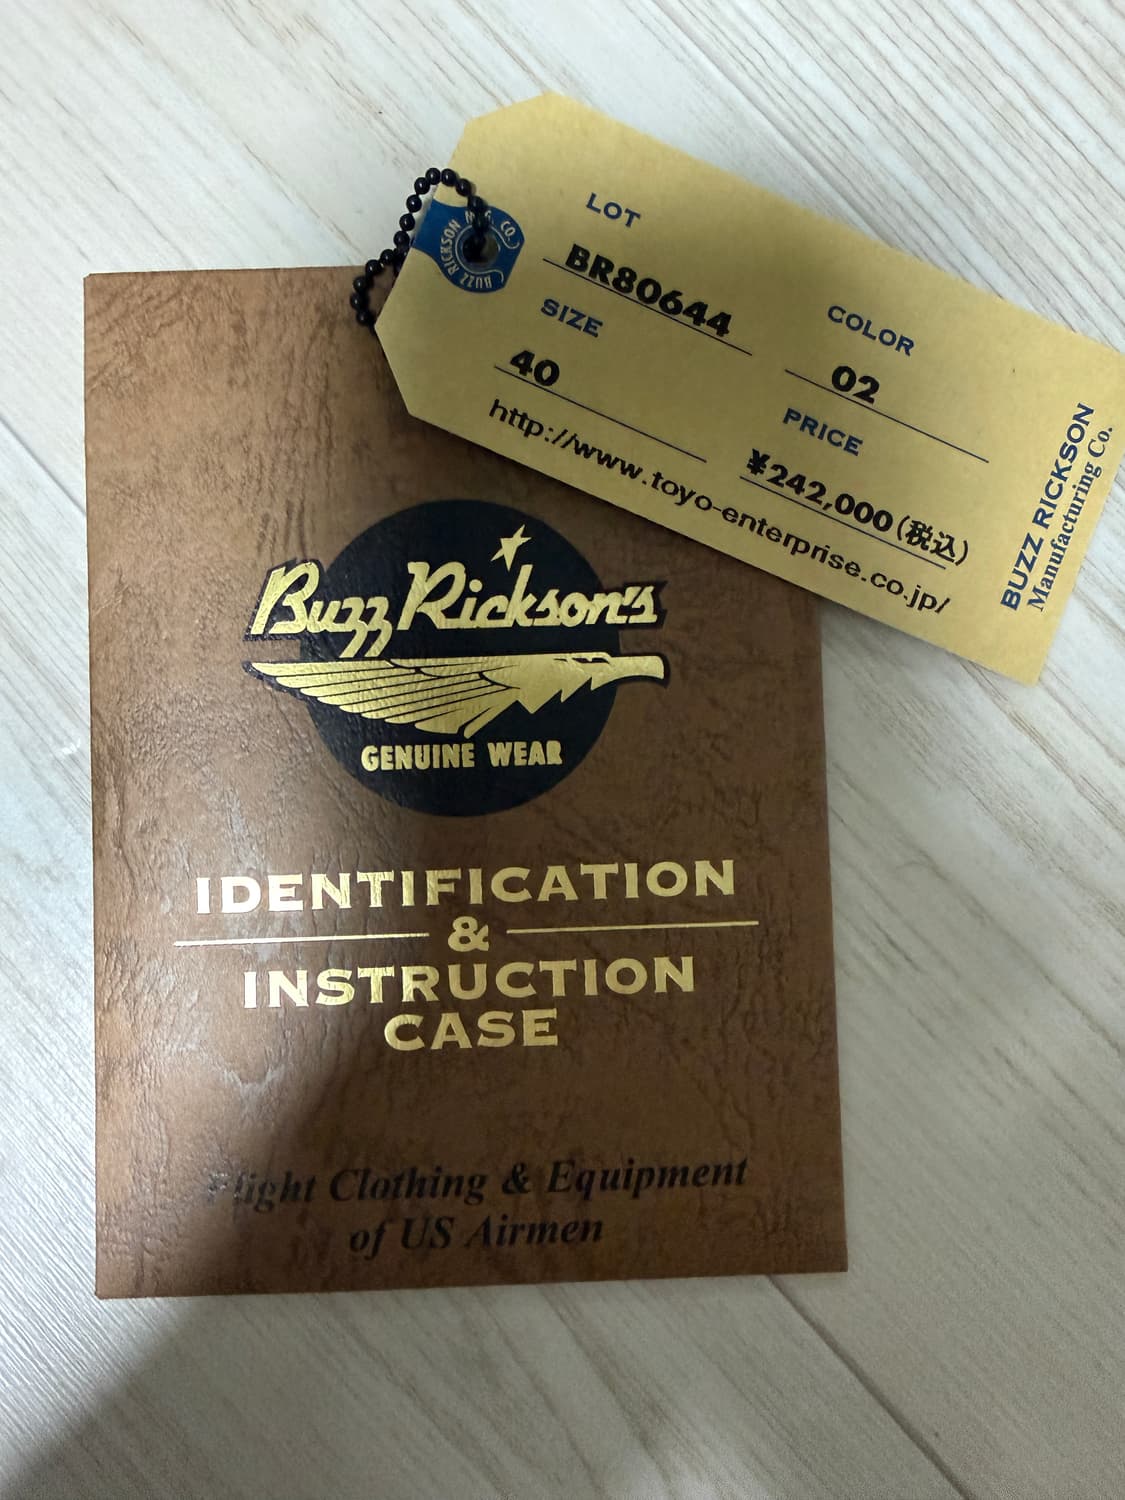 BUZZ RICKSON MFG. CO.
LOT
BR80644
COLOR
02
SIZE
40
PRICE
¥242,000(税込)
http://www.toyo-enterprise.co.jp/
BUZZ RICKSON
Manufacturing Co.
Buzz Rickson's
GENUINE WEAR
IDENTIFICATION
&
INSTRUCTION
CASE
Flight Clothing & Equipment
of US Airmen